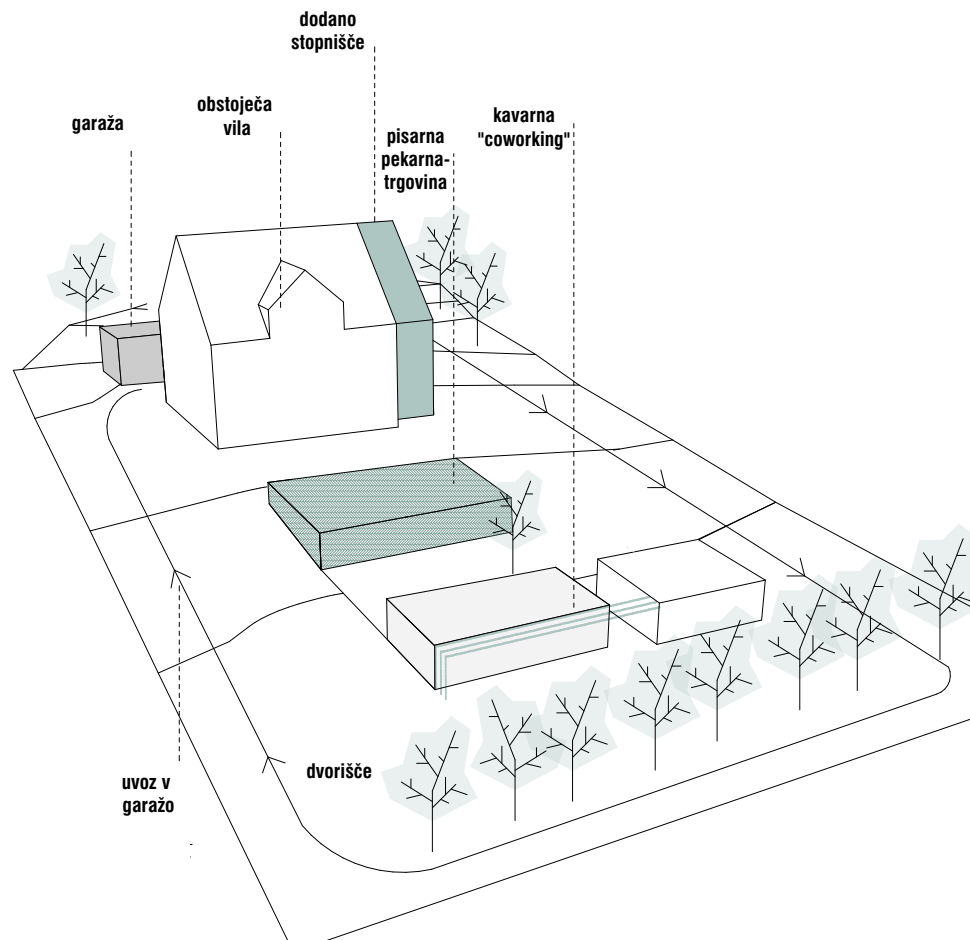 dodano
stopnišče
obstoječa
vila
garaža
kavarna
"coworking"
pisarna
pekarna-
trgovina
dvorišče
uvoz v
garažo